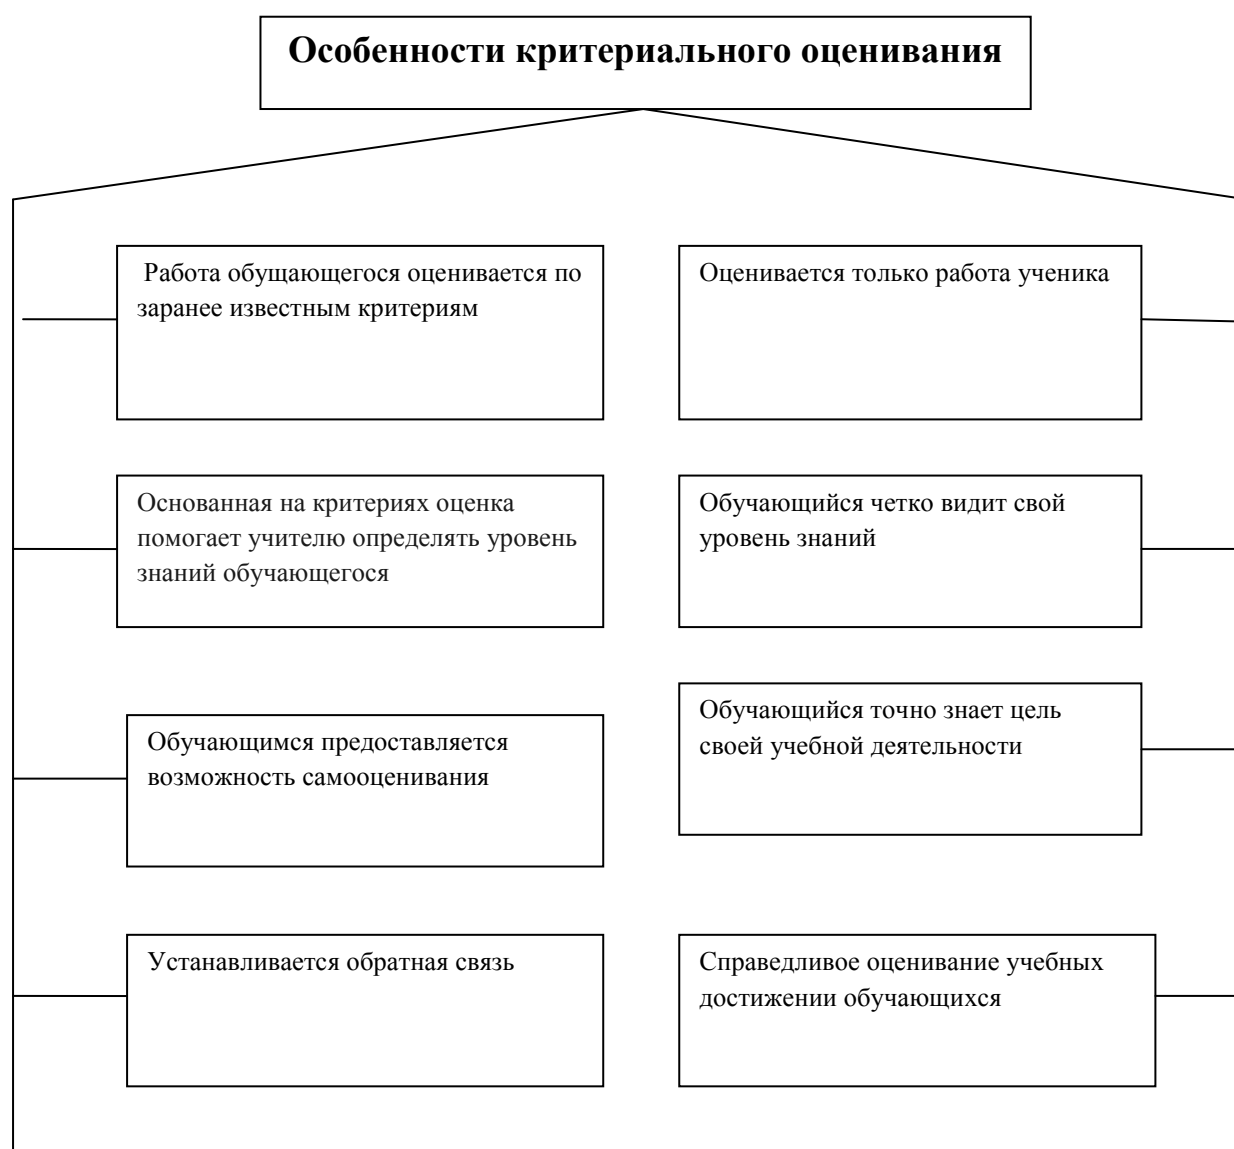 Особенности критериального оценивания
Работа обущающегося оценивается по
заранее известным критериям
Оценивается только работа ученика
Основанная на критериях оценка
помогает учителю определять уровень
знаний обучающегося
Обучающийся четко видит свой
уровень знаний
Обучающимся предоставляется
возможность самооценивания
Обучающийся точно знает цель
своей учебной деятельности
Устанавливается обратная связь
Справедливое оценивание учебных
достижении обучающихся